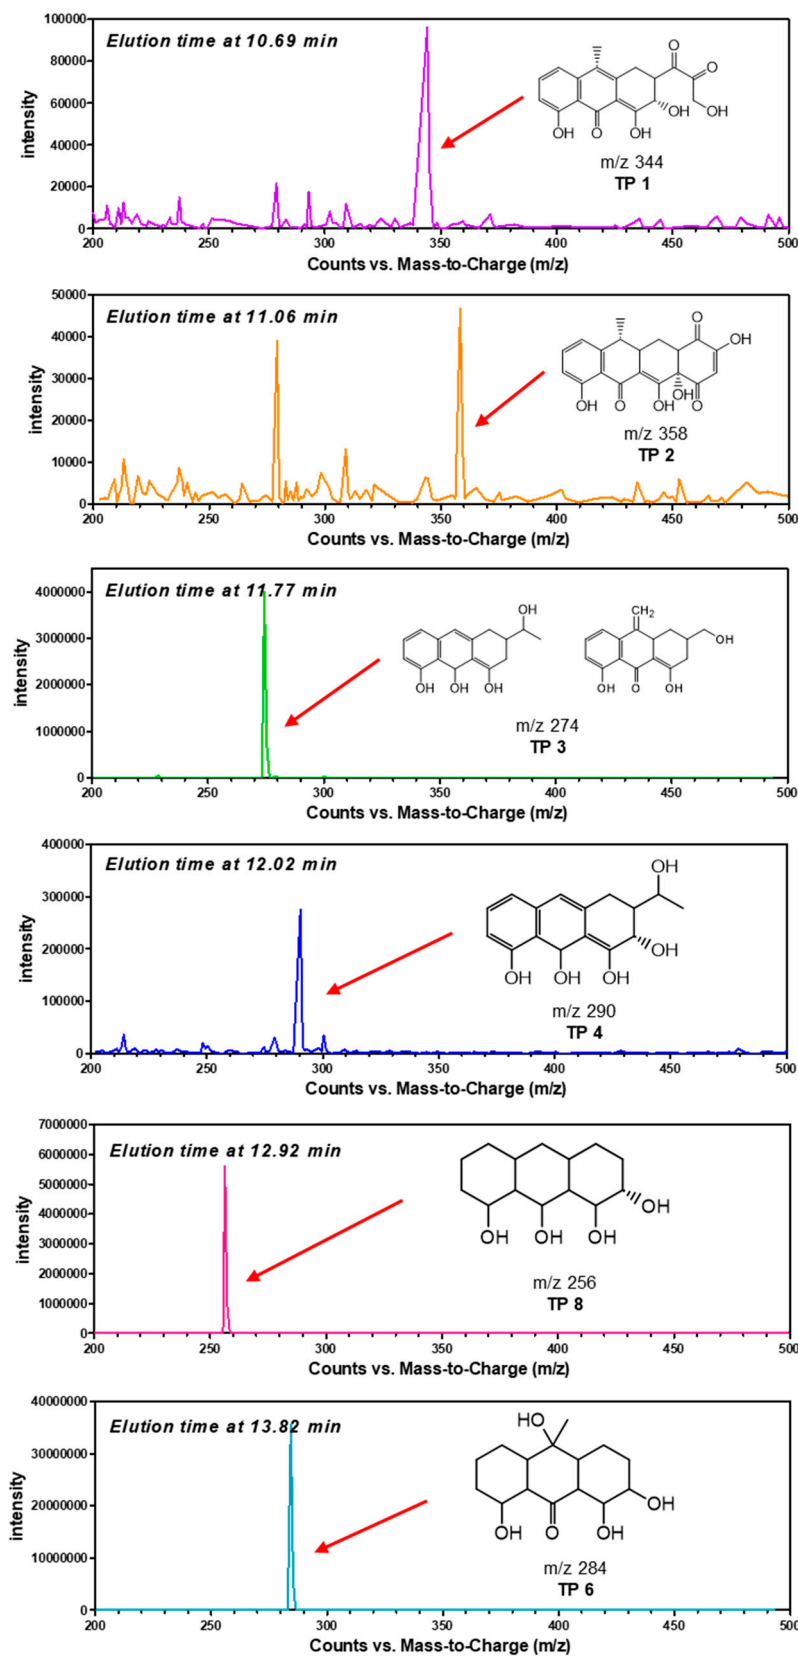 Elution time at 10.69 min
100000
80000
60000
40000
20000
0
intensity
200 250 300 350 400 450 500
Counts vs. Mass-to-Charge (m/z)
O
O
OH
OH
OH O OH
m/z 344
TP 1
Elution time at 11.06 min
50000
40000
30000
20000
10000
0
intensity
200 250 300 350 400 450 500
Counts vs. Mass-to-Charge (m/z)
O
OH
OH
OH O OH O
m/z 358
TP 2
Elution time at 11.77 min
4000000
3000000
2000000
1000000
0
intensity
200 250 300 350 400 450 500
Counts vs. Mass-to-Charge (m/z)
OH
OH OH OH
CH2
OH
OH O OH
m/z 274
TP 3
Elution time at 12.02 min
400000
300000
200000
100000
0
intensity
200 250 300 350 400 450 500
Counts vs. Mass-to-Charge (m/z)
OH
OH
OH OH OH
m/z 290
TP 4
Elution time at 12.92 min
7000000
6000000
5000000
4000000
3000000
2000000
1000000
0
intensity
200 250 300 350 400 450 500
Counts vs. Mass-to-Charge (m/z)
OH
OH OH OH
m/z 256
TP 8
Elution time at 13.82 min
40000000
30000000
20000000
10000000
0
intensity
200 250 300 350 400 450 500
Counts vs. Mass-to-Charge (m/z)
HO
OH
OH O OH
m/z 284
TP 6